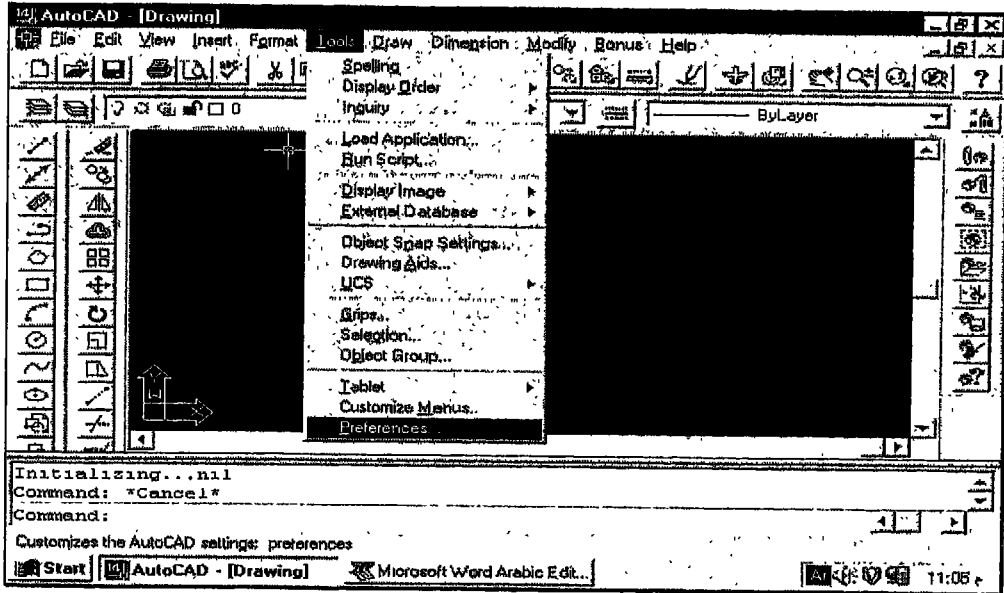 AutoCAD - [Drawing]
File Edit View Insert Format Tools Draw Dimension Modify Bonus Help
0
ByLayer
Spelling
Display Order
Inquiry
Load Application...
Run Script...
Display Image
External Database
Object Snap Settings...
Drawing Aids...
UCS
Grips...
Selection...
Object Group...
Tablet
Customize Menus...
Preferences...
W
X
Initializing...nil
Command: *Cancel*
Command:
Customizes the AutoCAD settings: preferences
Start AutoCAD - [Drawing] Microsoft Word Arabic Edit... Ar 11:06 م